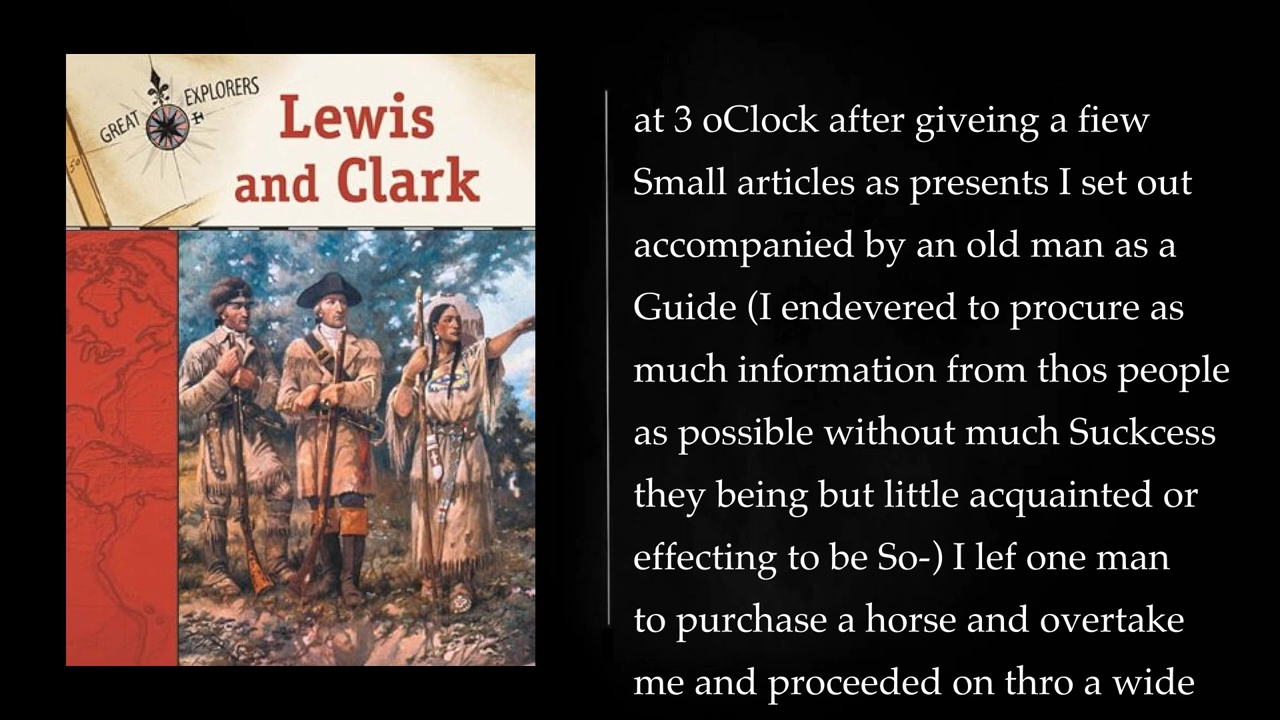 GREAT EXPLORERS
Lewis
and Clark
at 3 oClock after giveing a fiew
Small articles as presents I set out
accompanied by an old man as a
Guide (I endevered to procure as
much information from thos people
as possible without much Suckcess
they being but little acquainted or
effecting to be So-) I lef one man
to purchase a horse and overtake
me and proceeded on thro a wide